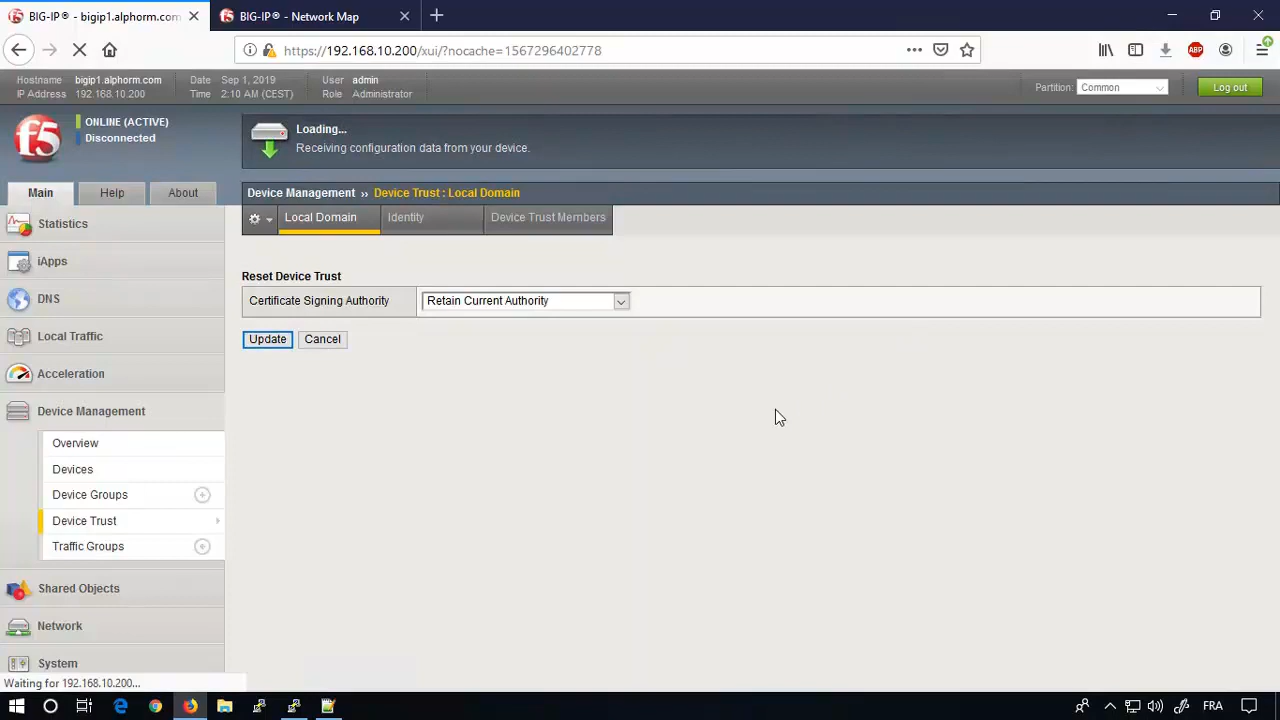 BIG-IP® - bigip1.alphorm.com
BIG-IP® - Network Map
https://192.168.10.200/xui/?nocache=1567296402778
ABP
Hostname bigip1.alphorm.com Date Sep 1, 2019 User admin
IP Address 192.168.10.200 Time 2:10 AM (CEST) Role Administrator
Partition: Common
Log out
f5
ONLINE (ACTIVE)
Disconnected
Loading...
Receiving configuration data from your device.
Main Help About
Device Management ›› Device Trust : Local Domain
Local Domain Identity Device Trust Members
Statistics
iApps
DNS
Local Traffic
Acceleration
Device Management
Overview
Devices
Device Groups
Device Trust
Traffic Groups
Shared Objects
Network
System
Reset Device Trust
Certificate Signing Authority Retain Current Authority
Update Cancel
Waiting for 192.168.10.200...
FRA